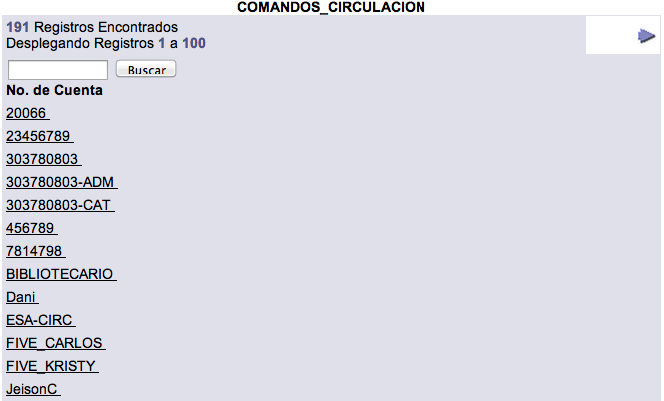 COMANDOS_CIRCULACION
191 Registros Encontrados
Desplegando Registros 1 a 100
Buscar
No. de Cuenta
20066
23456789
303780803
303780803-ADM
303780803-CAT
456789
7814798
BIBLIOTECARIO
Dani
ESA-CIRC
FIVE_CARLOS
FIVE_KRISTY
JeisonC